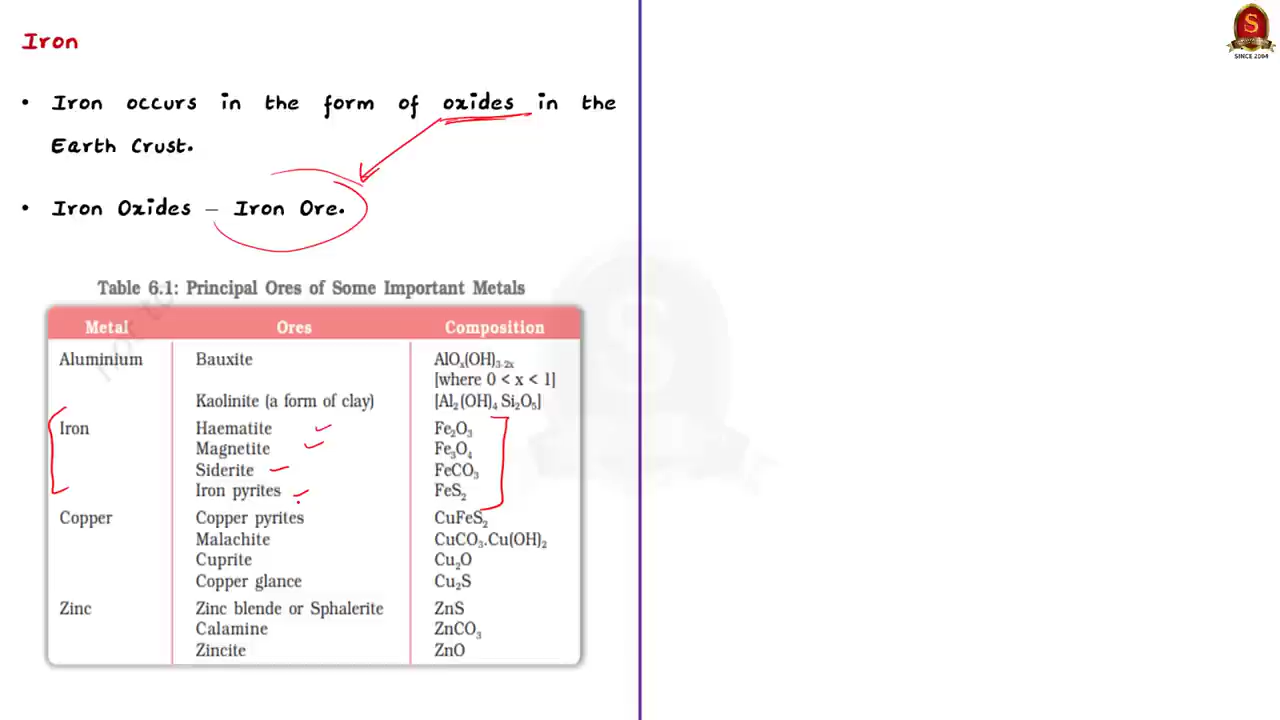 Iron
SINCE 2004
• Iron occurs in the form of oxides in the
Earth Crust.
• Iron Oxides – Iron Ore.
Table 6.1: Principal Ores of Some Important Metals
Metal Ores Composition
Aluminium Bauxite AlOₓ(OH)₃₋₂ₓ
[where 0 < x < 1]
Kaolinite (a form of clay) [Al₂(OH)₄ Si₂O₅]
Iron Haematite Fe₂O₃
Magnetite Fe₃O₄
Siderite FeCO₃
Iron pyrites FeS₂
Copper Copper pyrites CuFeS₂
Malachite CuCO₃.Cu(OH)₂
Cuprite Cu₂O
Copper glance Cu₂S
Zinc Zinc blende or Sphalerite ZnS
Calamine ZnCO₃
Zincite ZnO
not to
S
S